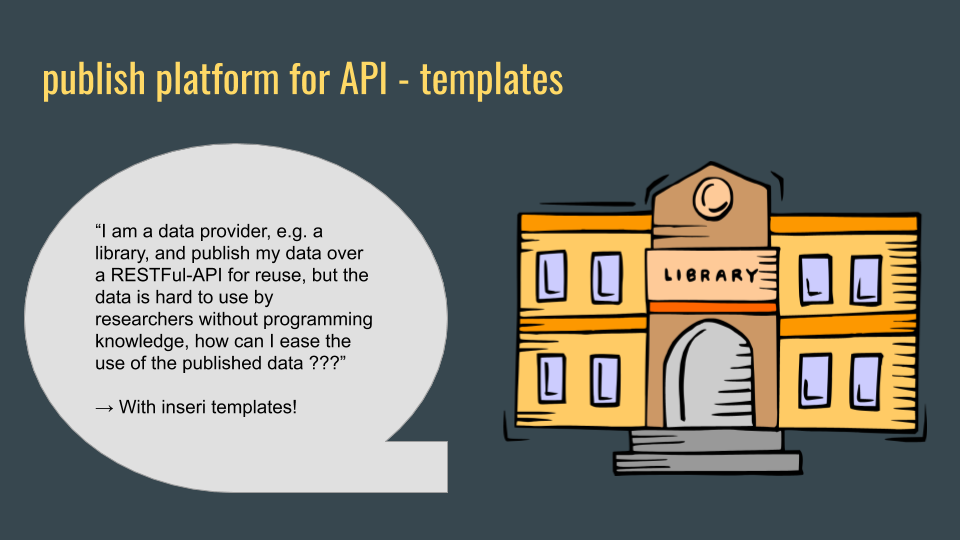 publish platform for API - templates
“I am a data provider, e.g. a
library, and publish my data over
a RESTFul-API for reuse, but the
data is hard to use by
researchers without programming
knowledge, how can I ease the
use of the published data ???”
→ With inseri templates!
LIBRARY